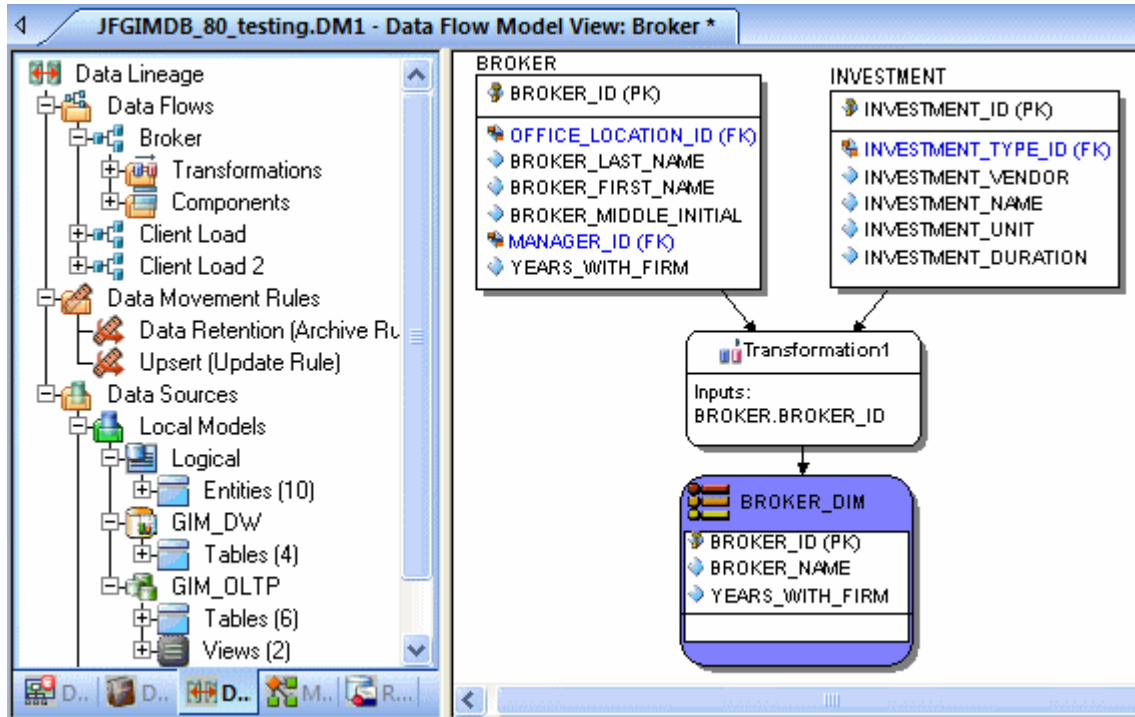 JFGIMDB_80_testing.DM1 - Data Flow Model View: Broker *
Data Lineage
Data Flows
Broker
Transformations
Components
Client Load
Client Load 2
Data Movement Rules
Data Retention (Archive Ru
Upsert (Update Rule)
Data Sources
Local Models
Logical
Entities (10)
GIM_DW
Tables (4)
GIM_OLTP
Tables (6)
Views (2)
D..
D..
D..
M..
R...
BROKER
BROKER_ID (PK)
OFFICE_LOCATION_ID (FK)
BROKER_LAST_NAME
BROKER_FIRST_NAME
BROKER_MIDDLE_INITIAL
MANAGER_ID (FK)
YEARS_WITH_FIRM
INVESTMENT
INVESTMENT_ID (PK)
INVESTMENT_TYPE_ID (FK)
INVESTMENT_VENDOR
INVESTMENT_NAME
INVESTMENT_UNIT
INVESTMENT_DURATION
Transformation1
Inputs:
BROKER.BROKER_ID
BROKER_DIM
BROKER_ID (PK)
BROKER_NAME
YEARS_WITH_FIRM